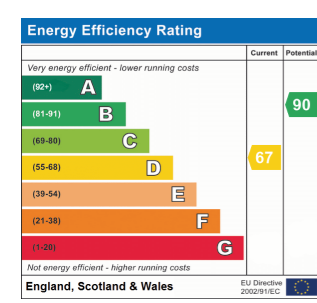 Energy Efficiency Rating
Current Potential
Very energy efficient - lower running costs
(92+) A
(81-91) B
90
(69-80) C
(55-68) D
67
(39-54) E
(21-38) F
(1-20) G
Not energy efficient - higher running costs
England, Scotland & Wales
EU Directive
2002/91/EC